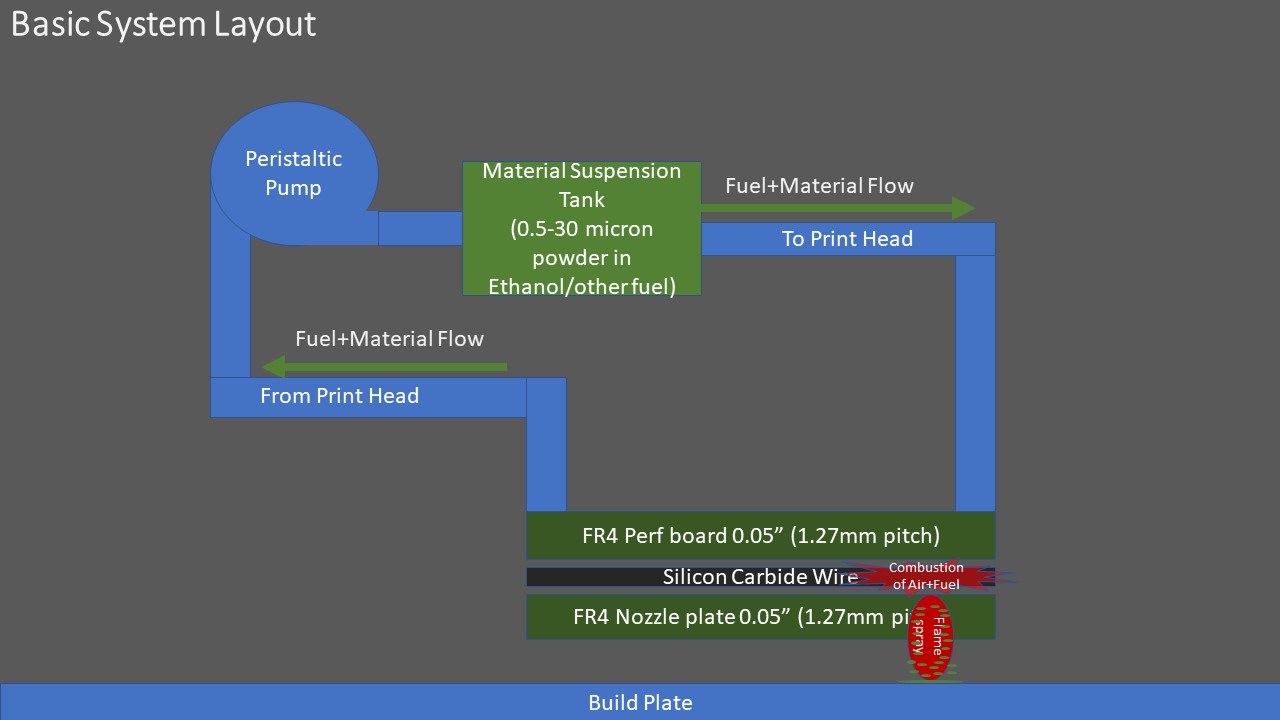 Basic System Layout
Peristaltic
Pump
Material Suspension
Tank
(0.5-30 micron
powder in
Ethanol/other fuel)
Fuel+Material Flow
To Print Head
Fuel+Material Flow
From Print Head
FR4 Perf board 0.05” (1.27mm pitch)
Silicon Carbide Wire
Combustion
of Air+Fuel
FR4 Nozzle plate 0.05” (1.27mm
Flame
spray
Build Plate